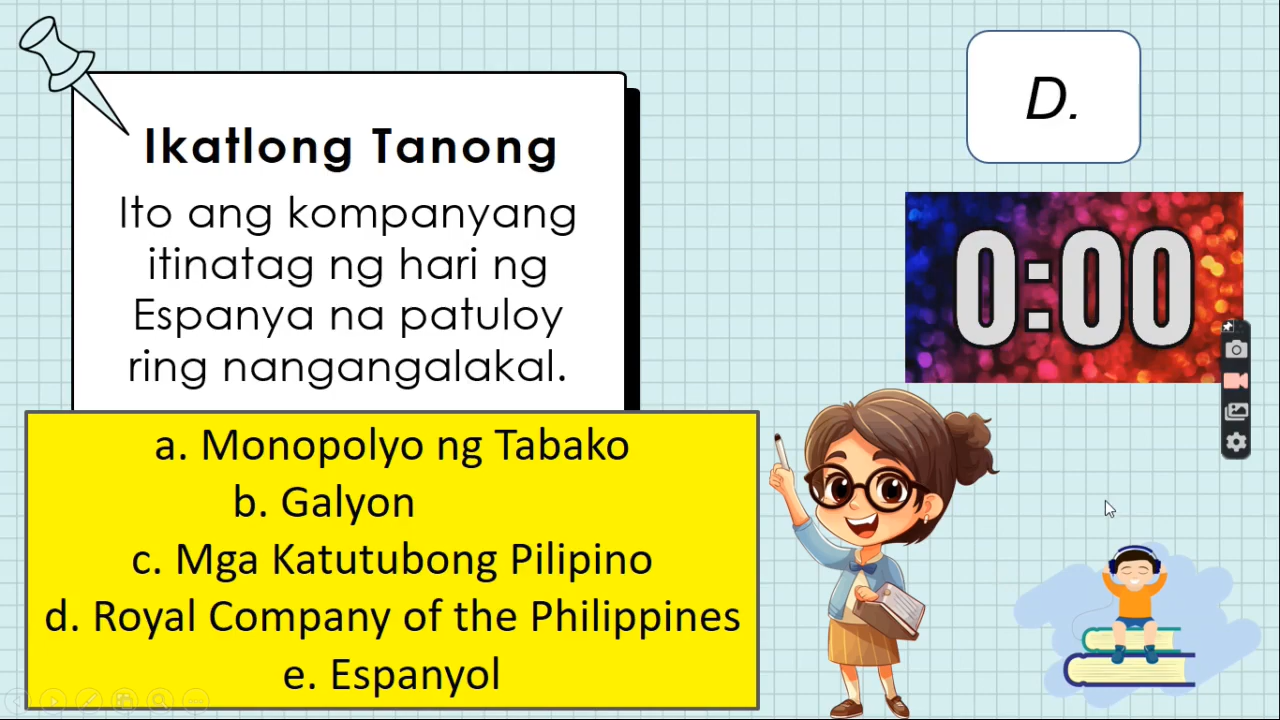 Ikatlong Tanong
Ito ang kompanyang
itinatag ng hari ng
Espanya na patuloy
ring nangangalakal.
a. Monopolyo ng Tabako
b. Galyon
c. Mga Katutubong Pilipino
d. Royal Company of the Philippines
e. Espanyol
D.
0:00